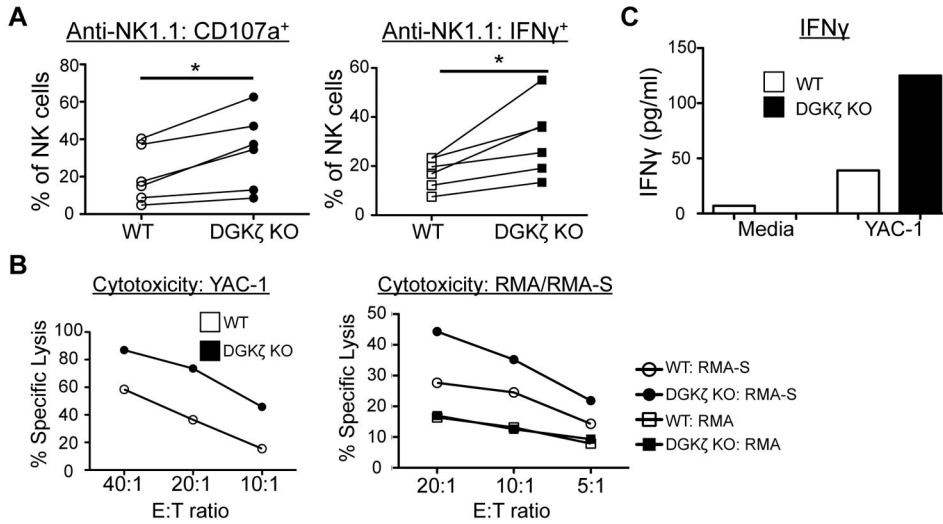 A
Anti-NK1.1: CD107a+
% of NK cells
80
60
40
20
0
*
WT
DGKζ KO
Anti-NK1.1: IFNγ+
% of NK cells
60
40
20
0
*
WT
DGKζ KO
C
IFNγ
IFNγ (pg/ml)
150
100
50
0
WT
DGKζ KO
Media
YAC-1
B
Cytotoxicity: YAC-1
% Specific Lysis
100
80
60
40
20
0
WT
DGKζ KO
40:1
20:1
10:1
E:T ratio
Cytotoxicity: RMA/RMA-S
% Specific Lysis
50
40
30
20
10
0
20:1
10:1
5:1
E:T ratio
WT: RMA-S
DGKζ KO: RMA-S
WT: RMA
DGKζ KO: RMA